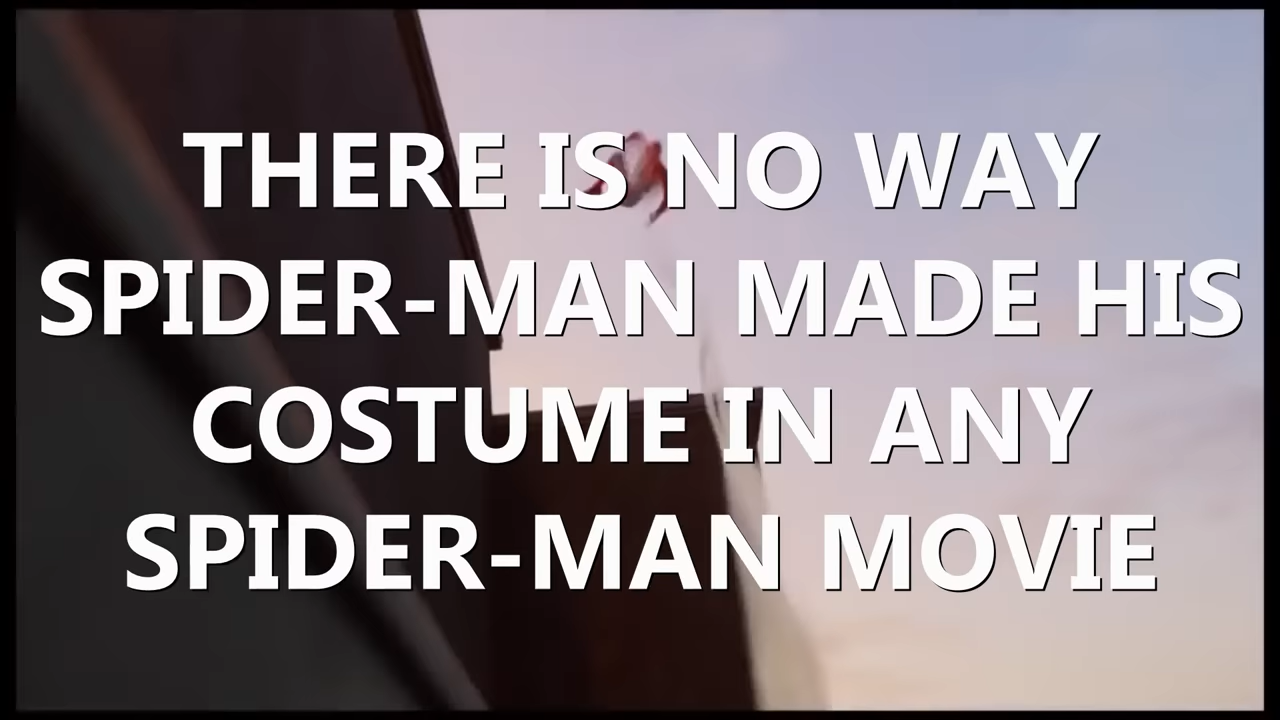 THERE IS NO WAY
SPIDER-MAN MADE HIS
COSTUME IN ANY
SPIDER-MAN MOVIE